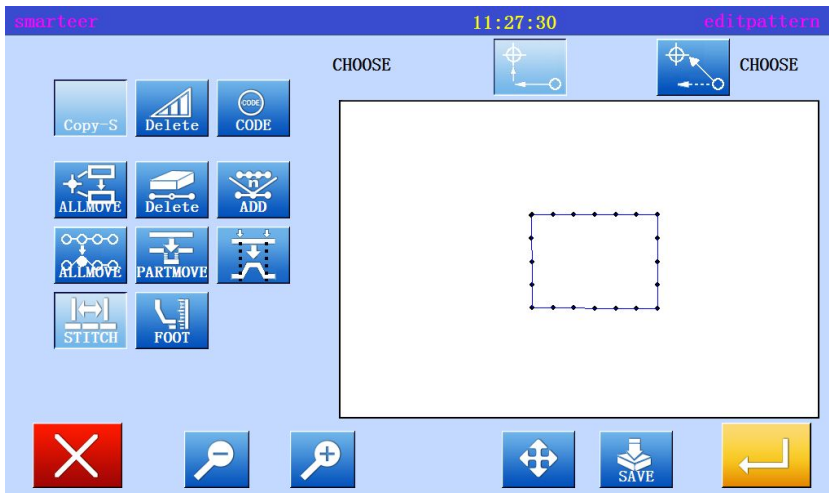 smarteer 11:27:30 editpattern
CHOOSE CHOOSE
Copy-S Delete CODE CODE
ALLMOVE Delete n ADD
ALLMOVE PARTMOVE
STITCH FOOT
SAVE